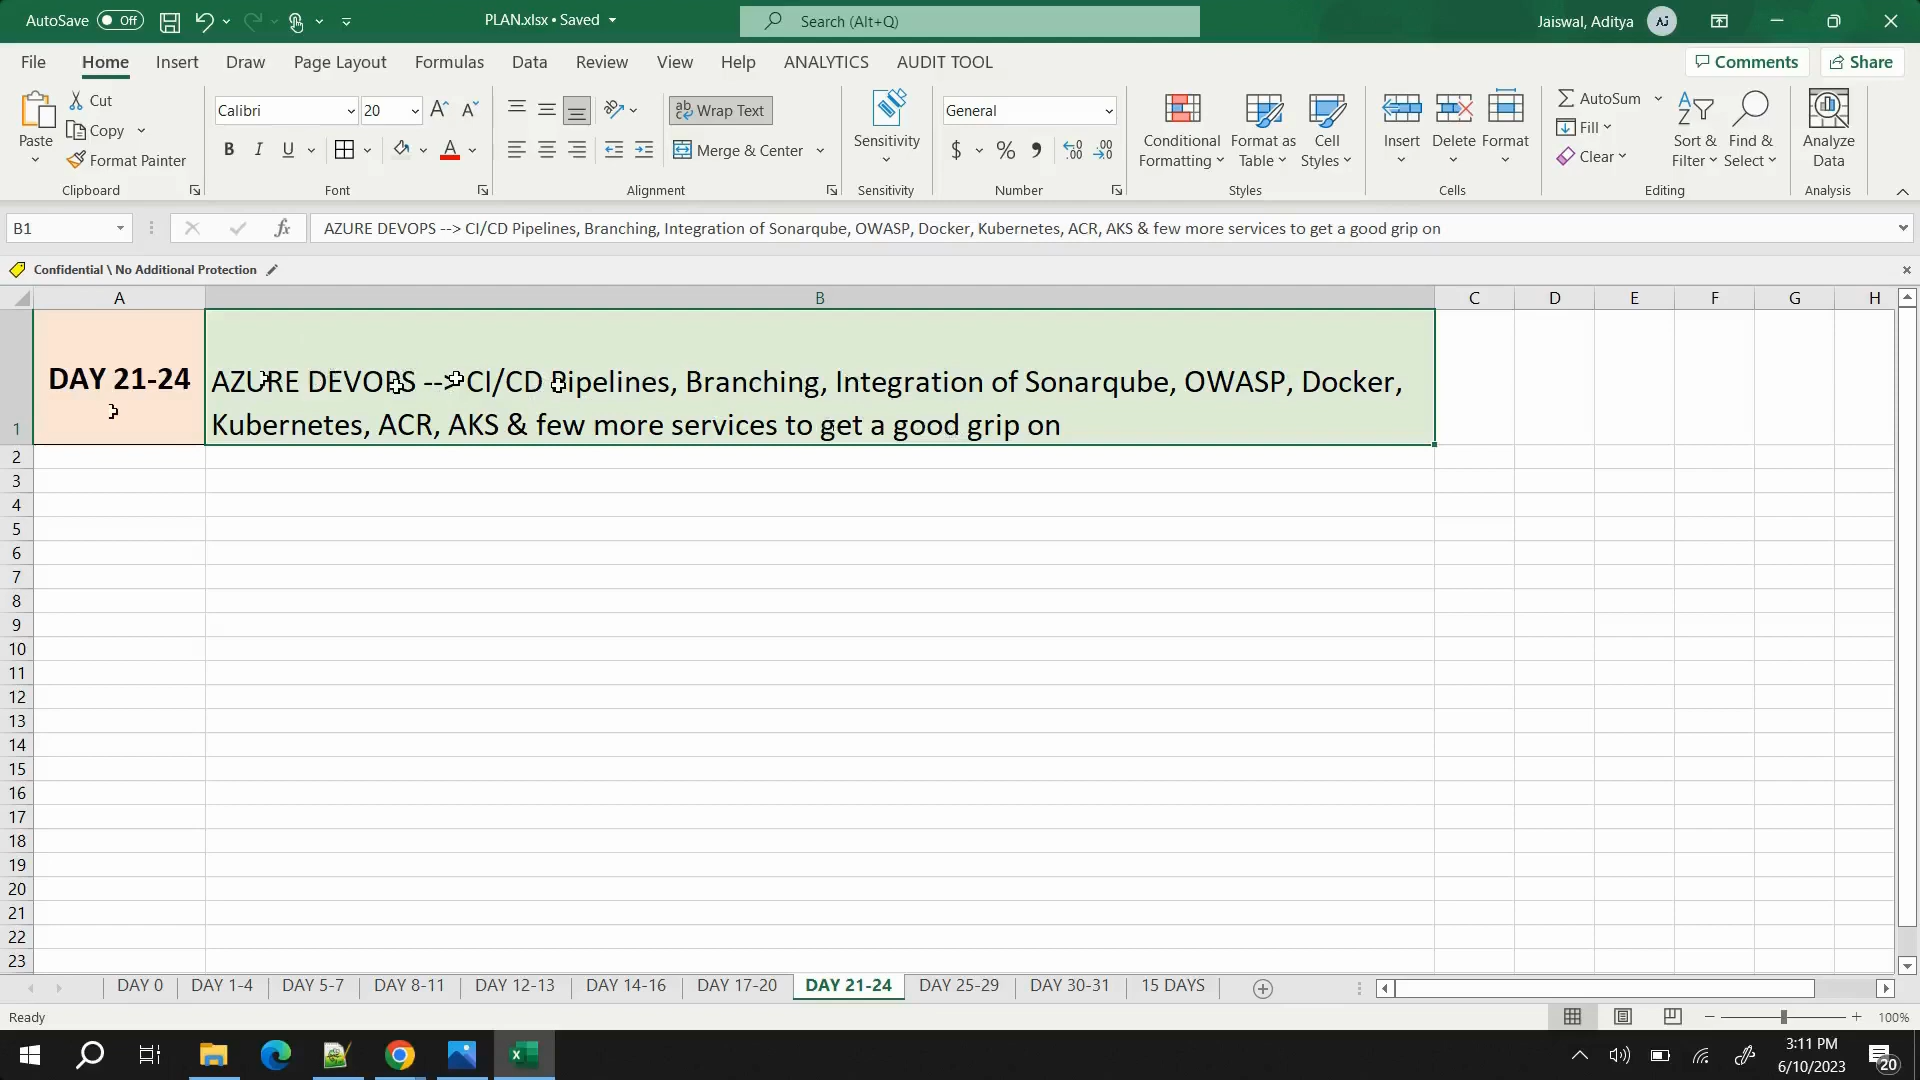 AutoSave Off PLAN.xlsx • Saved Search (Alt+Q) Jaiswal, Aditya AJ
File Home Insert Draw Page Layout Formulas Data Review View Help ANALYTICS AUDIT TOOL Comments Share
Paste Cut Copy Format Painter Clipboard
Calibri 20 B I U A Font
Wrap Text Merge & Center Alignment
Sensitivity Sensitivity
General $ % Number
Conditional Formatting Format as Table Cell Styles Styles
Insert Delete Format Cells
AutoSum Fill Clear Sort & Filter Find & Select Editing
Analyze Data Analysis
B1 fx AZURE DEVOPS --> CI/CD Pipelines, Branching, Integration of Sonarqube, OWASP, Docker, Kubernetes, ACR, AKS & few more services to get a good grip on
Confidential \ No Additional Protection
A B C D E F G H
DAY 21-24
AZURE DEVOPS --> CI/CD Pipelines, Branching, Integration of Sonarqube, OWASP, Docker,
Kubernetes, ACR, AKS & few more services to get a good grip on
1
2
3
4
5
6
7
8
9
10
11
12
13
14
15
16
17
18
19
20
21
22
23
DAY 0 DAY 1-4 DAY 5-7 DAY 8-11 DAY 12-13 DAY 14-16 DAY 17-20 DAY 21-24 DAY 25-29 DAY 30-31 15 DAYS
Ready 100%
3:11 PM
6/10/2023
20